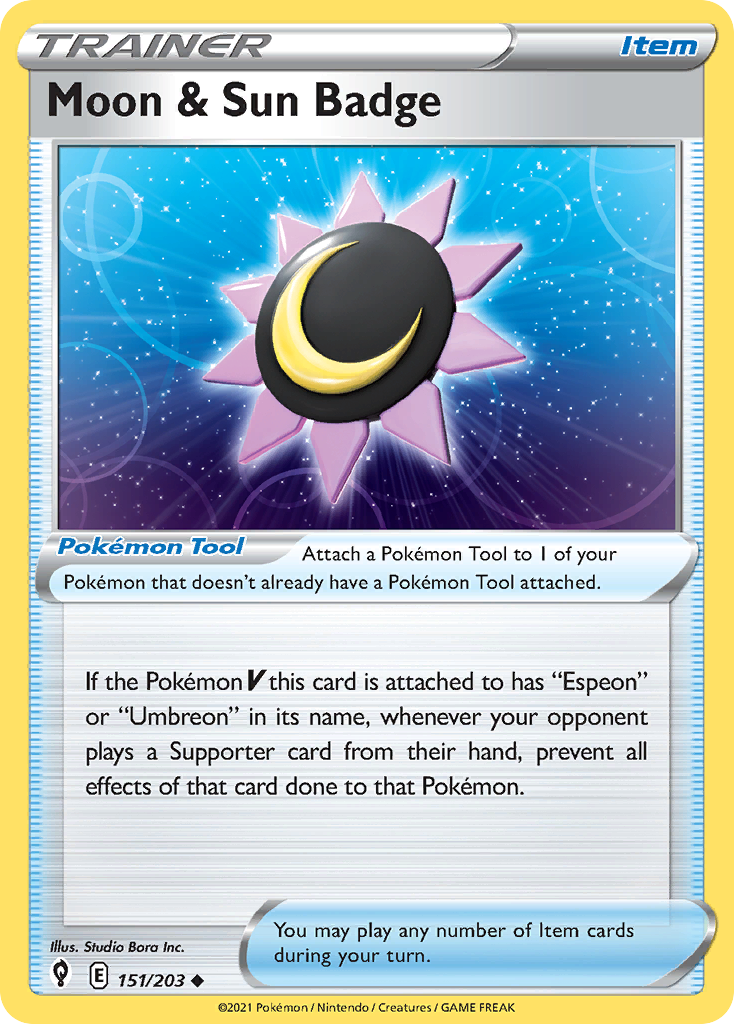 TRAINER
Item
Moon & Sun Badge
Pokémon Tool
Attach a Pokémon Tool to 1 of your
Pokémon that doesn't already have a Pokémon Tool attached.
If the Pokémon V this card is attached to has “Espeon”
or “Umbreon” in its name, whenever your opponent
plays a Supporter card from their hand, prevent all
effects of that card done to that Pokémon.
You may play any number of Item cards
during your turn.
Illus. Studio Bora Inc.
E 151/203
©2021 Pokémon / Nintendo / Creatures / GAME FREAK